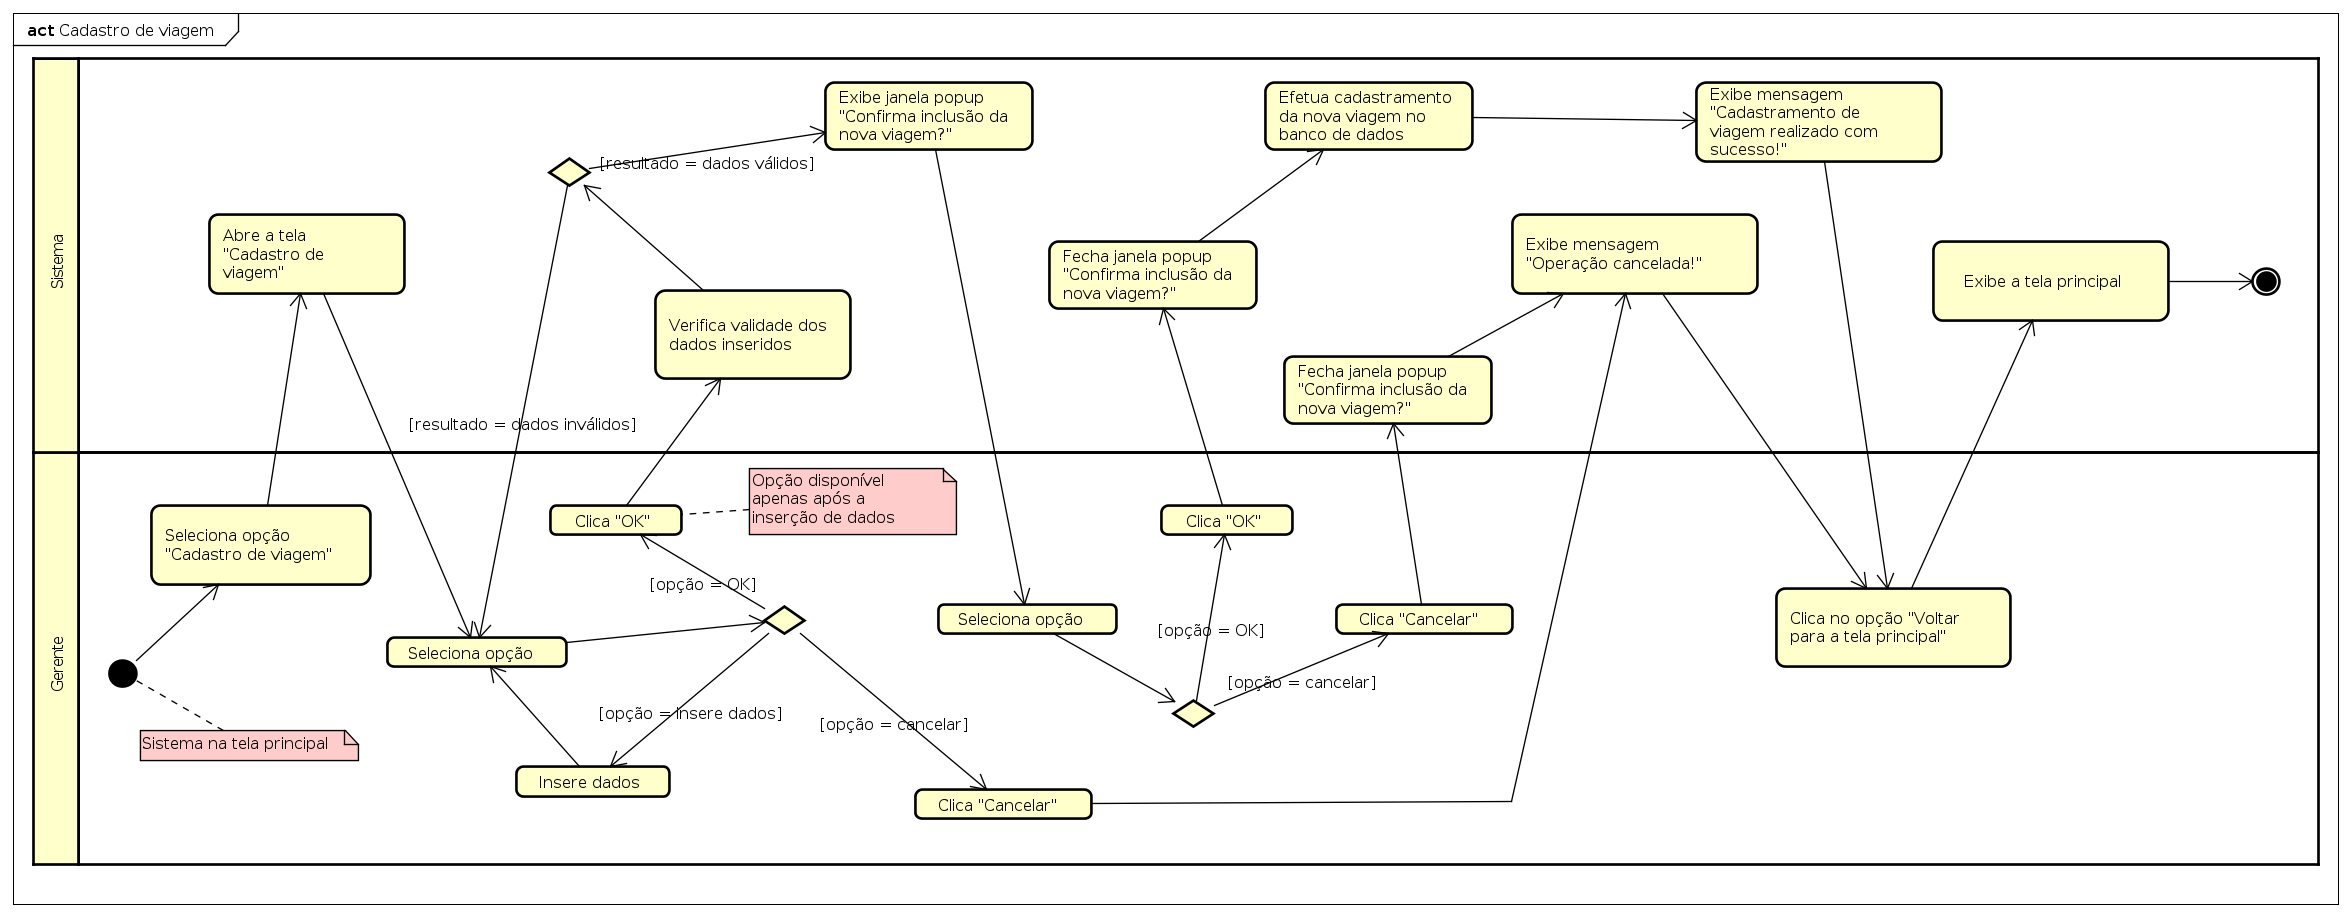 act Cadastro de viagem
Sistema
Exibe janela popup
"Confirma inclusão da
nova viagem?"
Efetua cadastramento
da nova viagem no
banco de dados
Exibe mensagem
"Cadastramento de
viagem realizado com
sucesso!"
[resultado = dados válidos]
Abre a tela
"Cadastro de
viagem"
Fecha janela popup
"Confirma inclusão da
nova viagem?"
Exibe mensagem
"Operação cancelada!"
Exibe a tela principal
Verifica validade dos
dados inseridos
Fecha janela popup
"Confirma inclusão da
nova viagem?"
[resultado = dados inválidos]
Gerente
Opção disponível
apenas após a
inserção de dados
Seleciona opção
"Cadastro de viagem"
Clica "OK"
Clica "OK"
[opção = OK]
Seleciona opção
Clica "Cancelar"
Clica no opção "Voltar
para a tela principal"
[opção = OK]
Seleciona opção
[opção = cancelar]
[opção = insere dados]
[opção = cancelar]
Sistema na tela principal
Insere dados
Clica "Cancelar"